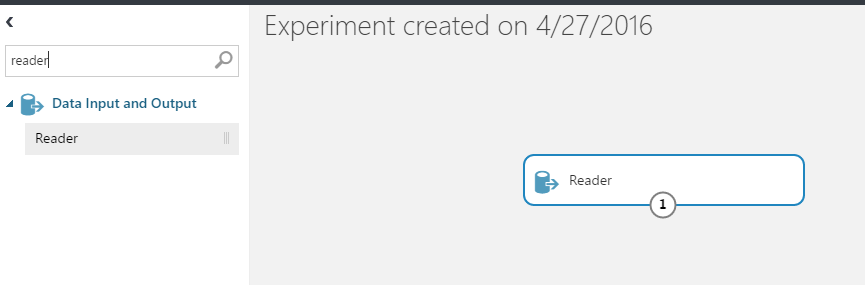 Experiment created on 4/27/2016
reader
Data Input and Output
Reader
Reader
1